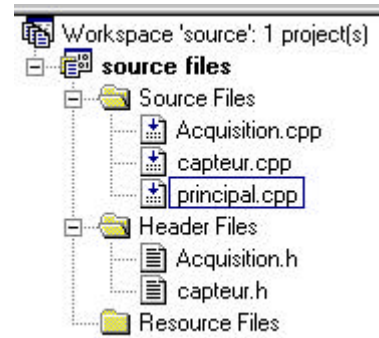 Workspace 'source': 1 project(s)
source files
Source Files
Acquisition.cpp
capteur.cpp
principal.cpp
Header Files
Acquisition.h
capteur.h
Resource Files